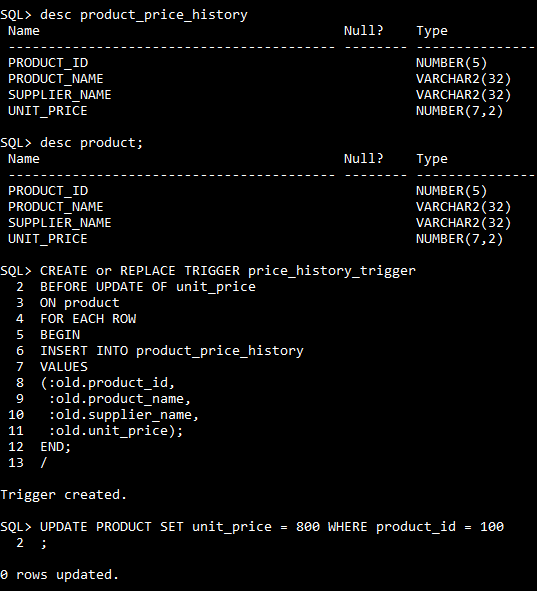 SQL> desc product_price_history
 Name                                      Null?    Type
 ----------------------------------------- -------- ---------------
 PRODUCT_ID                                         NUMBER(5)
 PRODUCT_NAME                                       VARCHAR2(32)
 SUPPLIER_NAME                                      VARCHAR2(32)
 UNIT_PRICE                                         NUMBER(7,2)
SQL> desc product;
 Name                                      Null?    Type
 ----------------------------------------- -------- ---------------
 PRODUCT_ID                                         NUMBER(5)
 PRODUCT_NAME                                       VARCHAR2(32)
 SUPPLIER_NAME                                      VARCHAR2(32)
 UNIT_PRICE                                         NUMBER(7,2)
SQL> CREATE or REPLACE TRIGGER price_history_trigger
  2  BEFORE UPDATE OF unit_price
  3  ON product
  4  FOR EACH ROW
  5  BEGIN
  6  INSERT INTO product_price_history
  7  VALUES
  8  (:old.product_id,
  9   :old.product_name,
 10   :old.supplier_name,
 11   :old.unit_price);
 12  END;
 13  /
Trigger created.
SQL> UPDATE PRODUCT SET unit_price = 800 WHERE product_id = 100
  2  ;
0 rows updated.